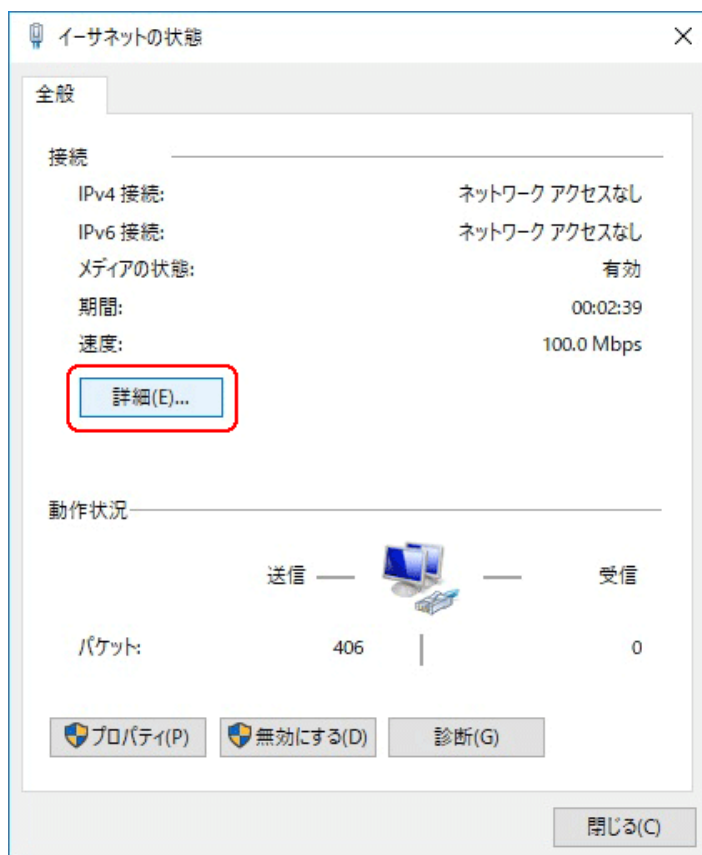 イーサネットの状態
全般
接続
IPv4 接続: ネットワーク アクセスなし
IPv6 接続: ネットワーク アクセスなし
メディアの状態: 有効
期間: 00:02:39
速度: 100.0 Mbps
詳細(E)...
動作状況
送信 受信
パケット: 406 0
プロパティ(P) 無効にする(D) 診断(G)
閉じる(C)